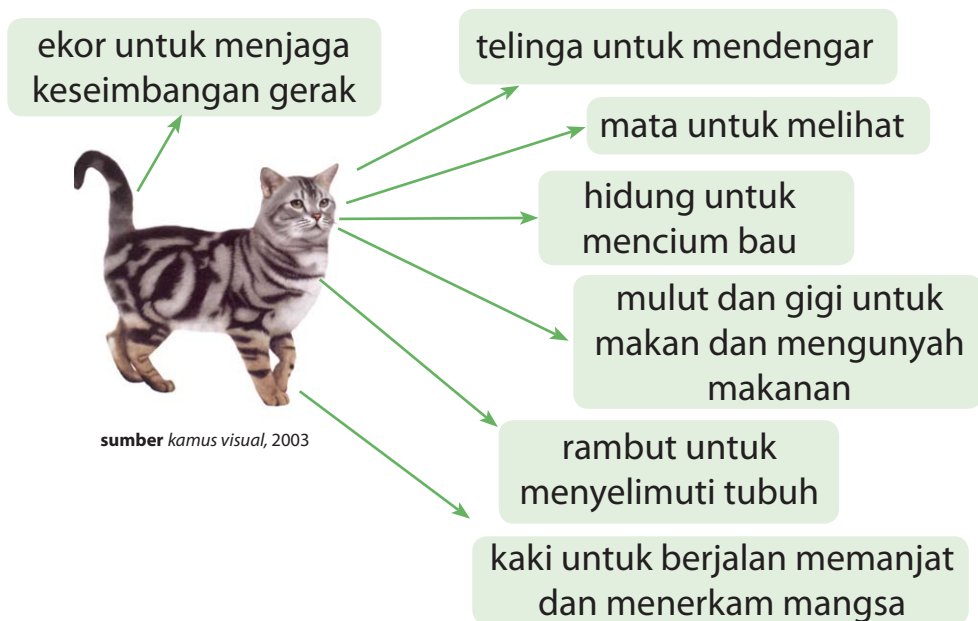 ekor untuk menjaga
keseimbangan gerak
telinga untuk mendengar
mata untuk melihat
hidung untuk
mencium bau
mulut dan gigi untuk
makan dan mengunyah
makanan
rambut untuk
menyelimuti tubuh
kaki untuk berjalan memanjat
dan menerkam mangsa
sumber kamus visual, 2003